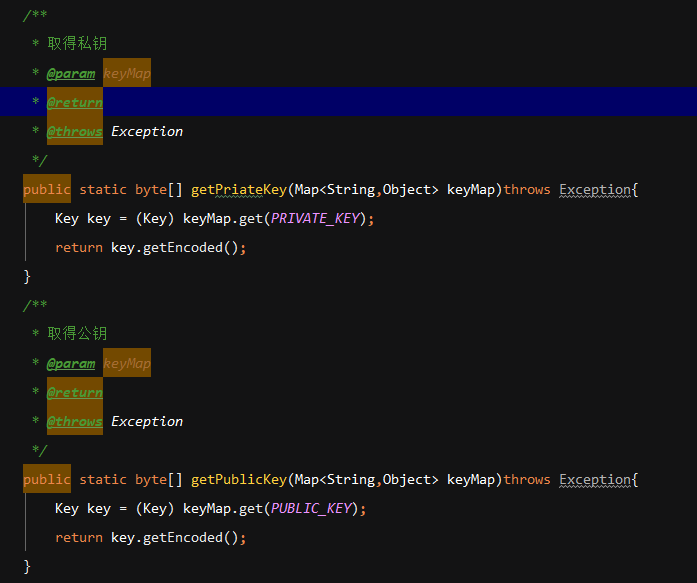 /**
 * 取得私钥
 * @param keyMap
 * @return
 * @throws Exception
 */
public static byte[] getPriateKey(Map<String,Object> keyMap)throws Exception{
    Key key = (Key) keyMap.get(PRIVATE_KEY);
    return key.getEncoded();
}
/**
 * 取得公钥
 * @param keyMap
 * @return
 * @throws Exception
 */
public static byte[] getPublicKey(Map<String,Object> keyMap)throws Exception{
    Key key = (Key) keyMap.get(PUBLIC_KEY);
    return key.getEncoded();
}